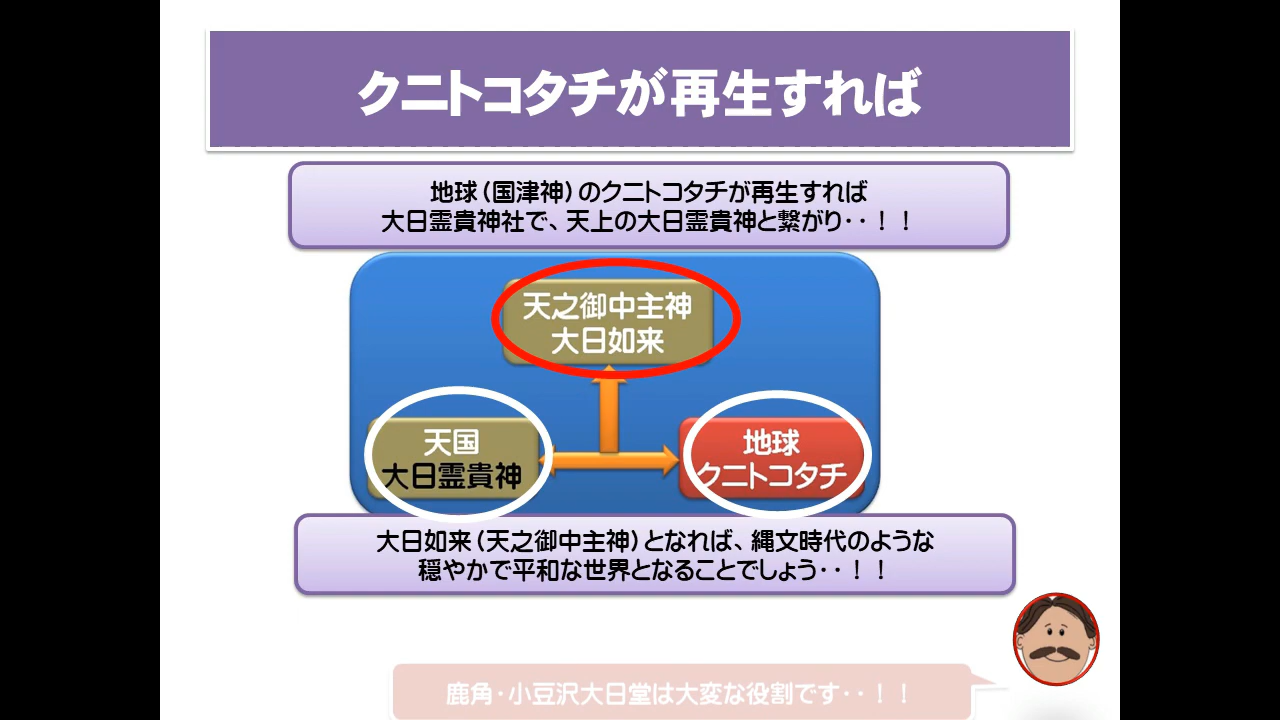 クニトコタチが再生すれば
地球（国津神）のクニトコタチが再生すれば
大日霊貴神社で、天上の大日霊貴神と繋がり・・！！
天之御中主神
大日如来
天国
大日霊貴神
地球
クニトコタチ
大日如来（天之御中主神）となれば、縄文時代のような
穏やかで平和な世界となることでしょう・・！！
鹿角・小豆沢大日堂は大変な役割です・・！！